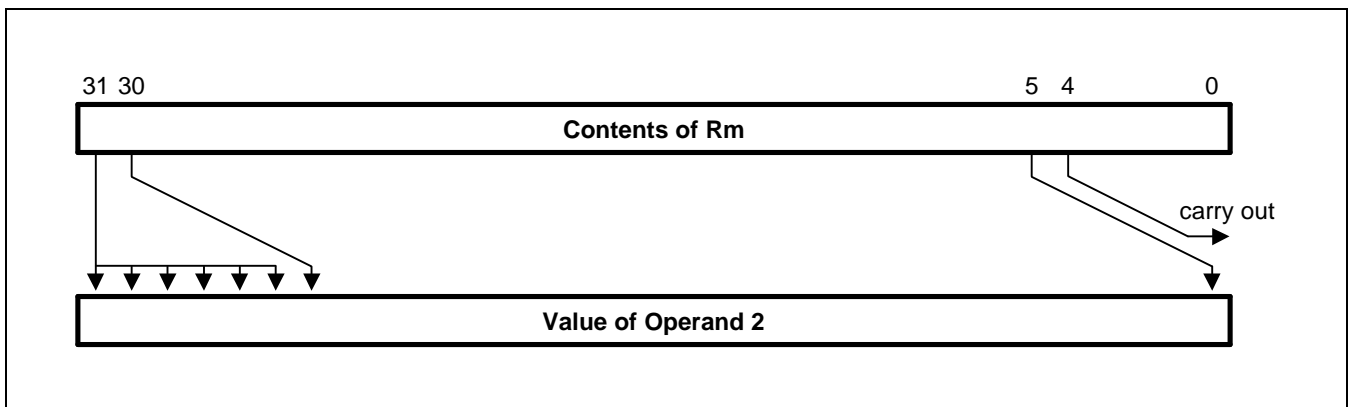 31 30 5 4 0
Contents of Rm
carry out
Value of Operand 2